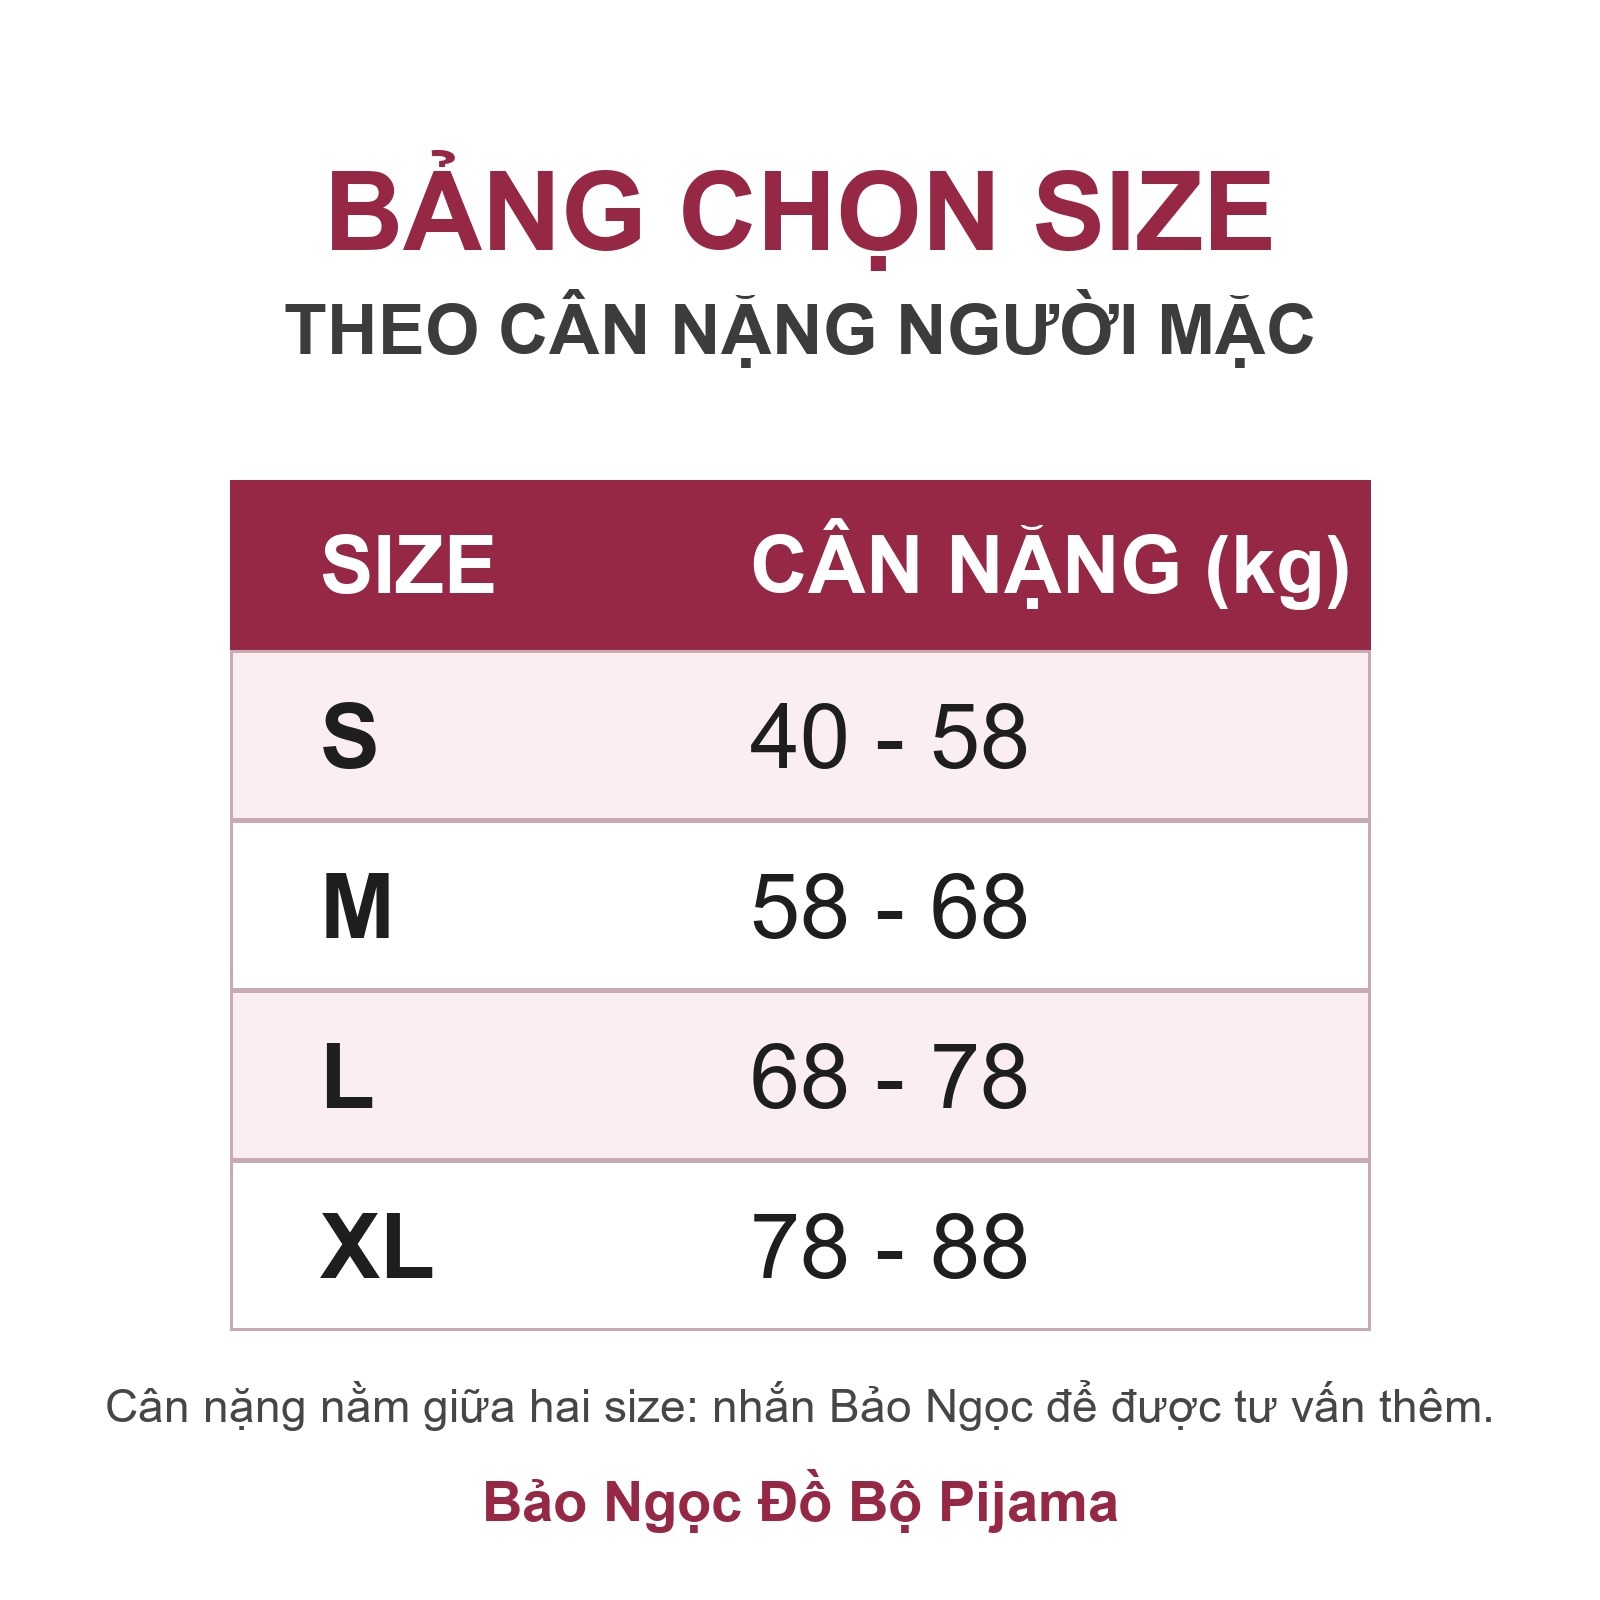 BẢNG CHỌN SIZE
THEO CÂN NẶNG NGƯỜI MẶC
SIZE CÂN NẶNG (kg)
S 40 - 58
M 58 - 68
L 68 - 78
XL 78 - 88
Cân nặng nằm giữa hai size: nhắn Bảo Ngọc để được tư vấn thêm.
Bảo Ngọc Đồ Bộ Pijama